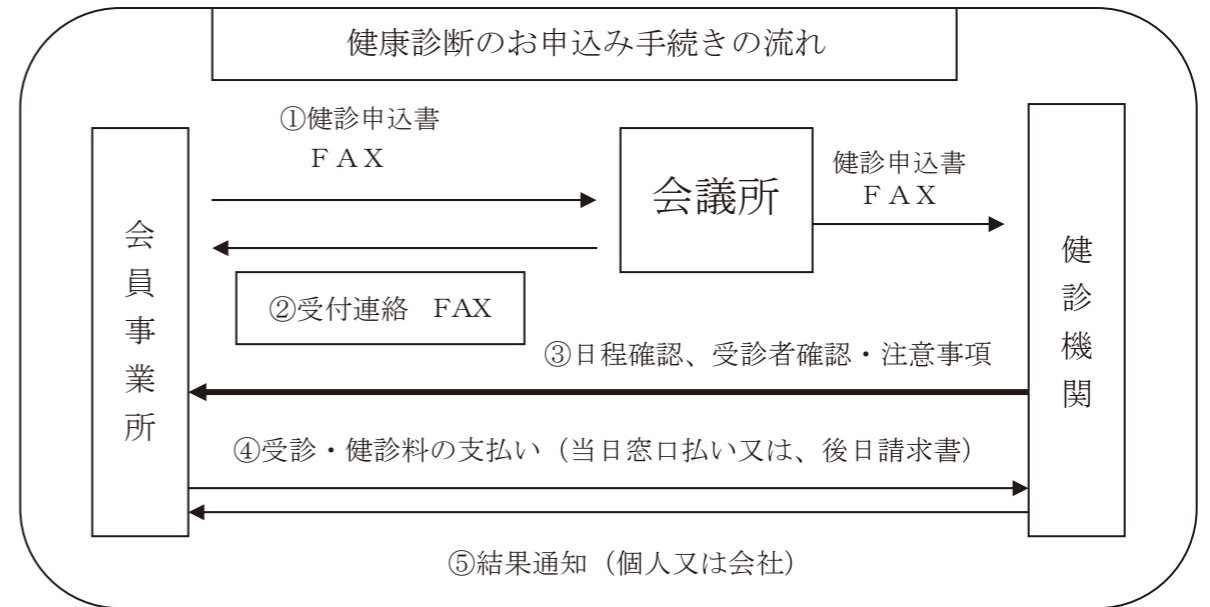 健康診断のお申込み手続きの流れ
①健診申込書
ＦＡＸ
会議所
健診申込書
ＦＡＸ
会員事業所
健診機関
②受付連絡　FAX
③日程確認、受診者確認・注意事項
④受診・健診料の支払い（当日窓口払い又は、後日請求書）
⑤結果通知（個人又は会社）